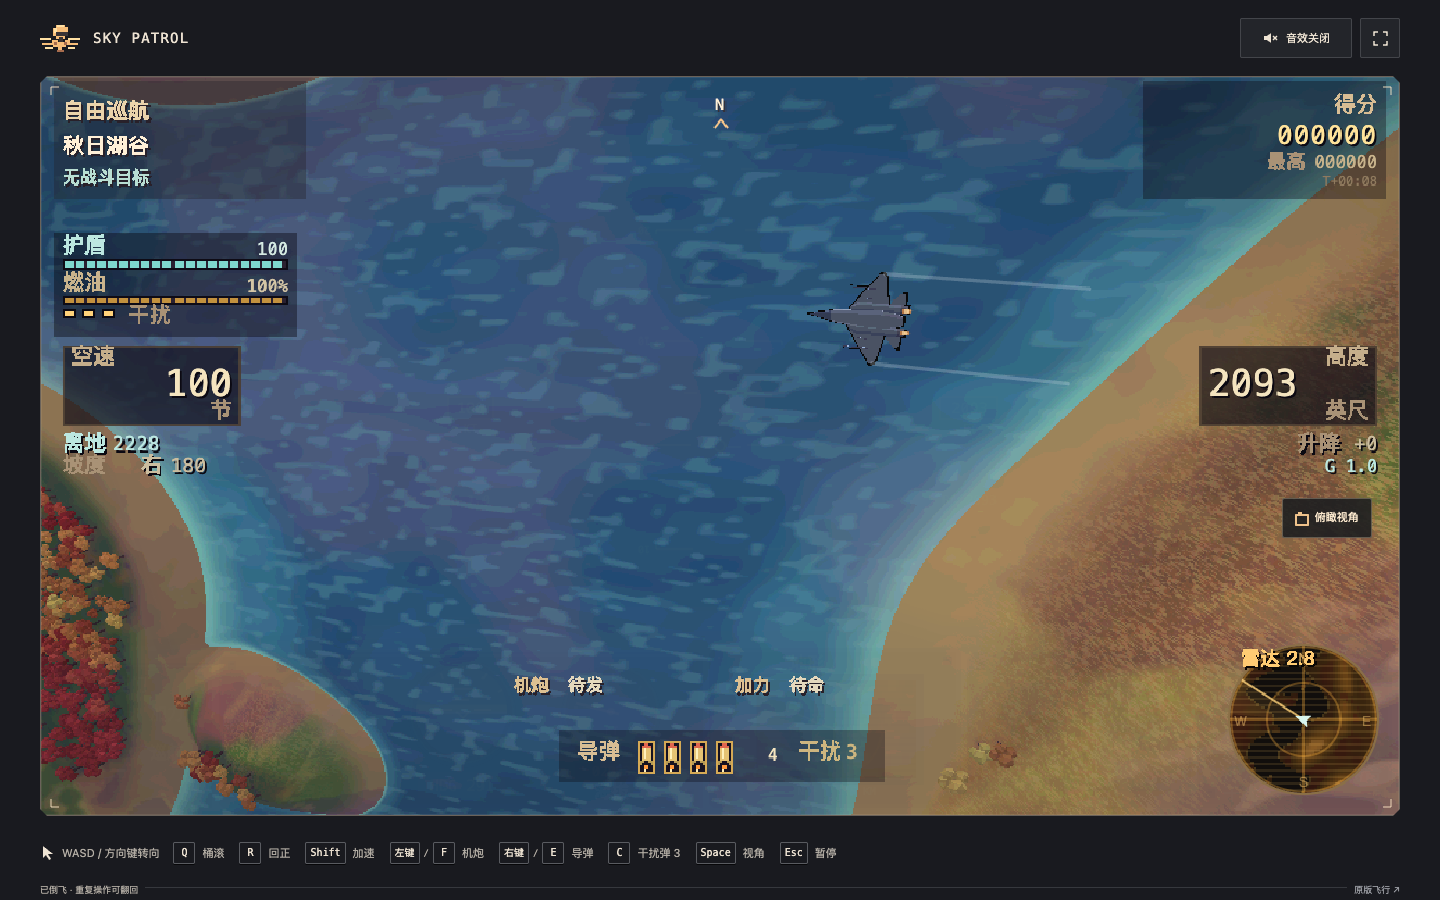 SKY PATROL
音效关闭
自由巡航
秋日湖谷
无战斗目标
N
得分
000000
最高 000000
T+00:08
护盾 100
燃油 100%
干扰
空速
100
节
离地 2228
坡度 右 180
高度
2093
英尺
升降 +0
G 1.0
俯瞰视角
雷达 2.8
W E
S
机炮 待发 加力 待命
导弹 4 干扰 3
WASD / 方向键转向 Q 桶滚 R 回正 Shift 加速 左键 / F 机炮 右键 / E 导弹 C 干扰弹 3 Space 视角 Esc 暂停
已倒飞 · 重复操作可翻回
原版飞行 ↗